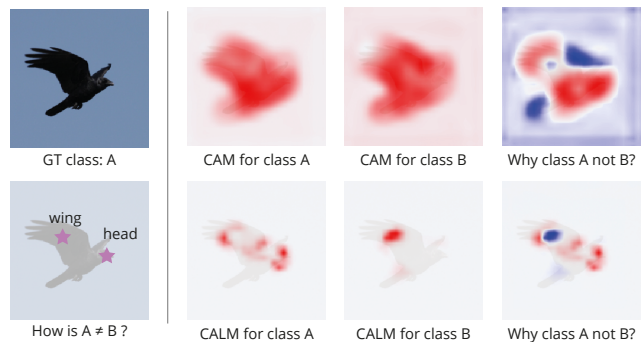 GT class: A
CAM for class A
CAM for class B
Why class A not B?
wing
head
How is A ≠ B ?
CALM for class A
CALM for class B
Why class A not B?